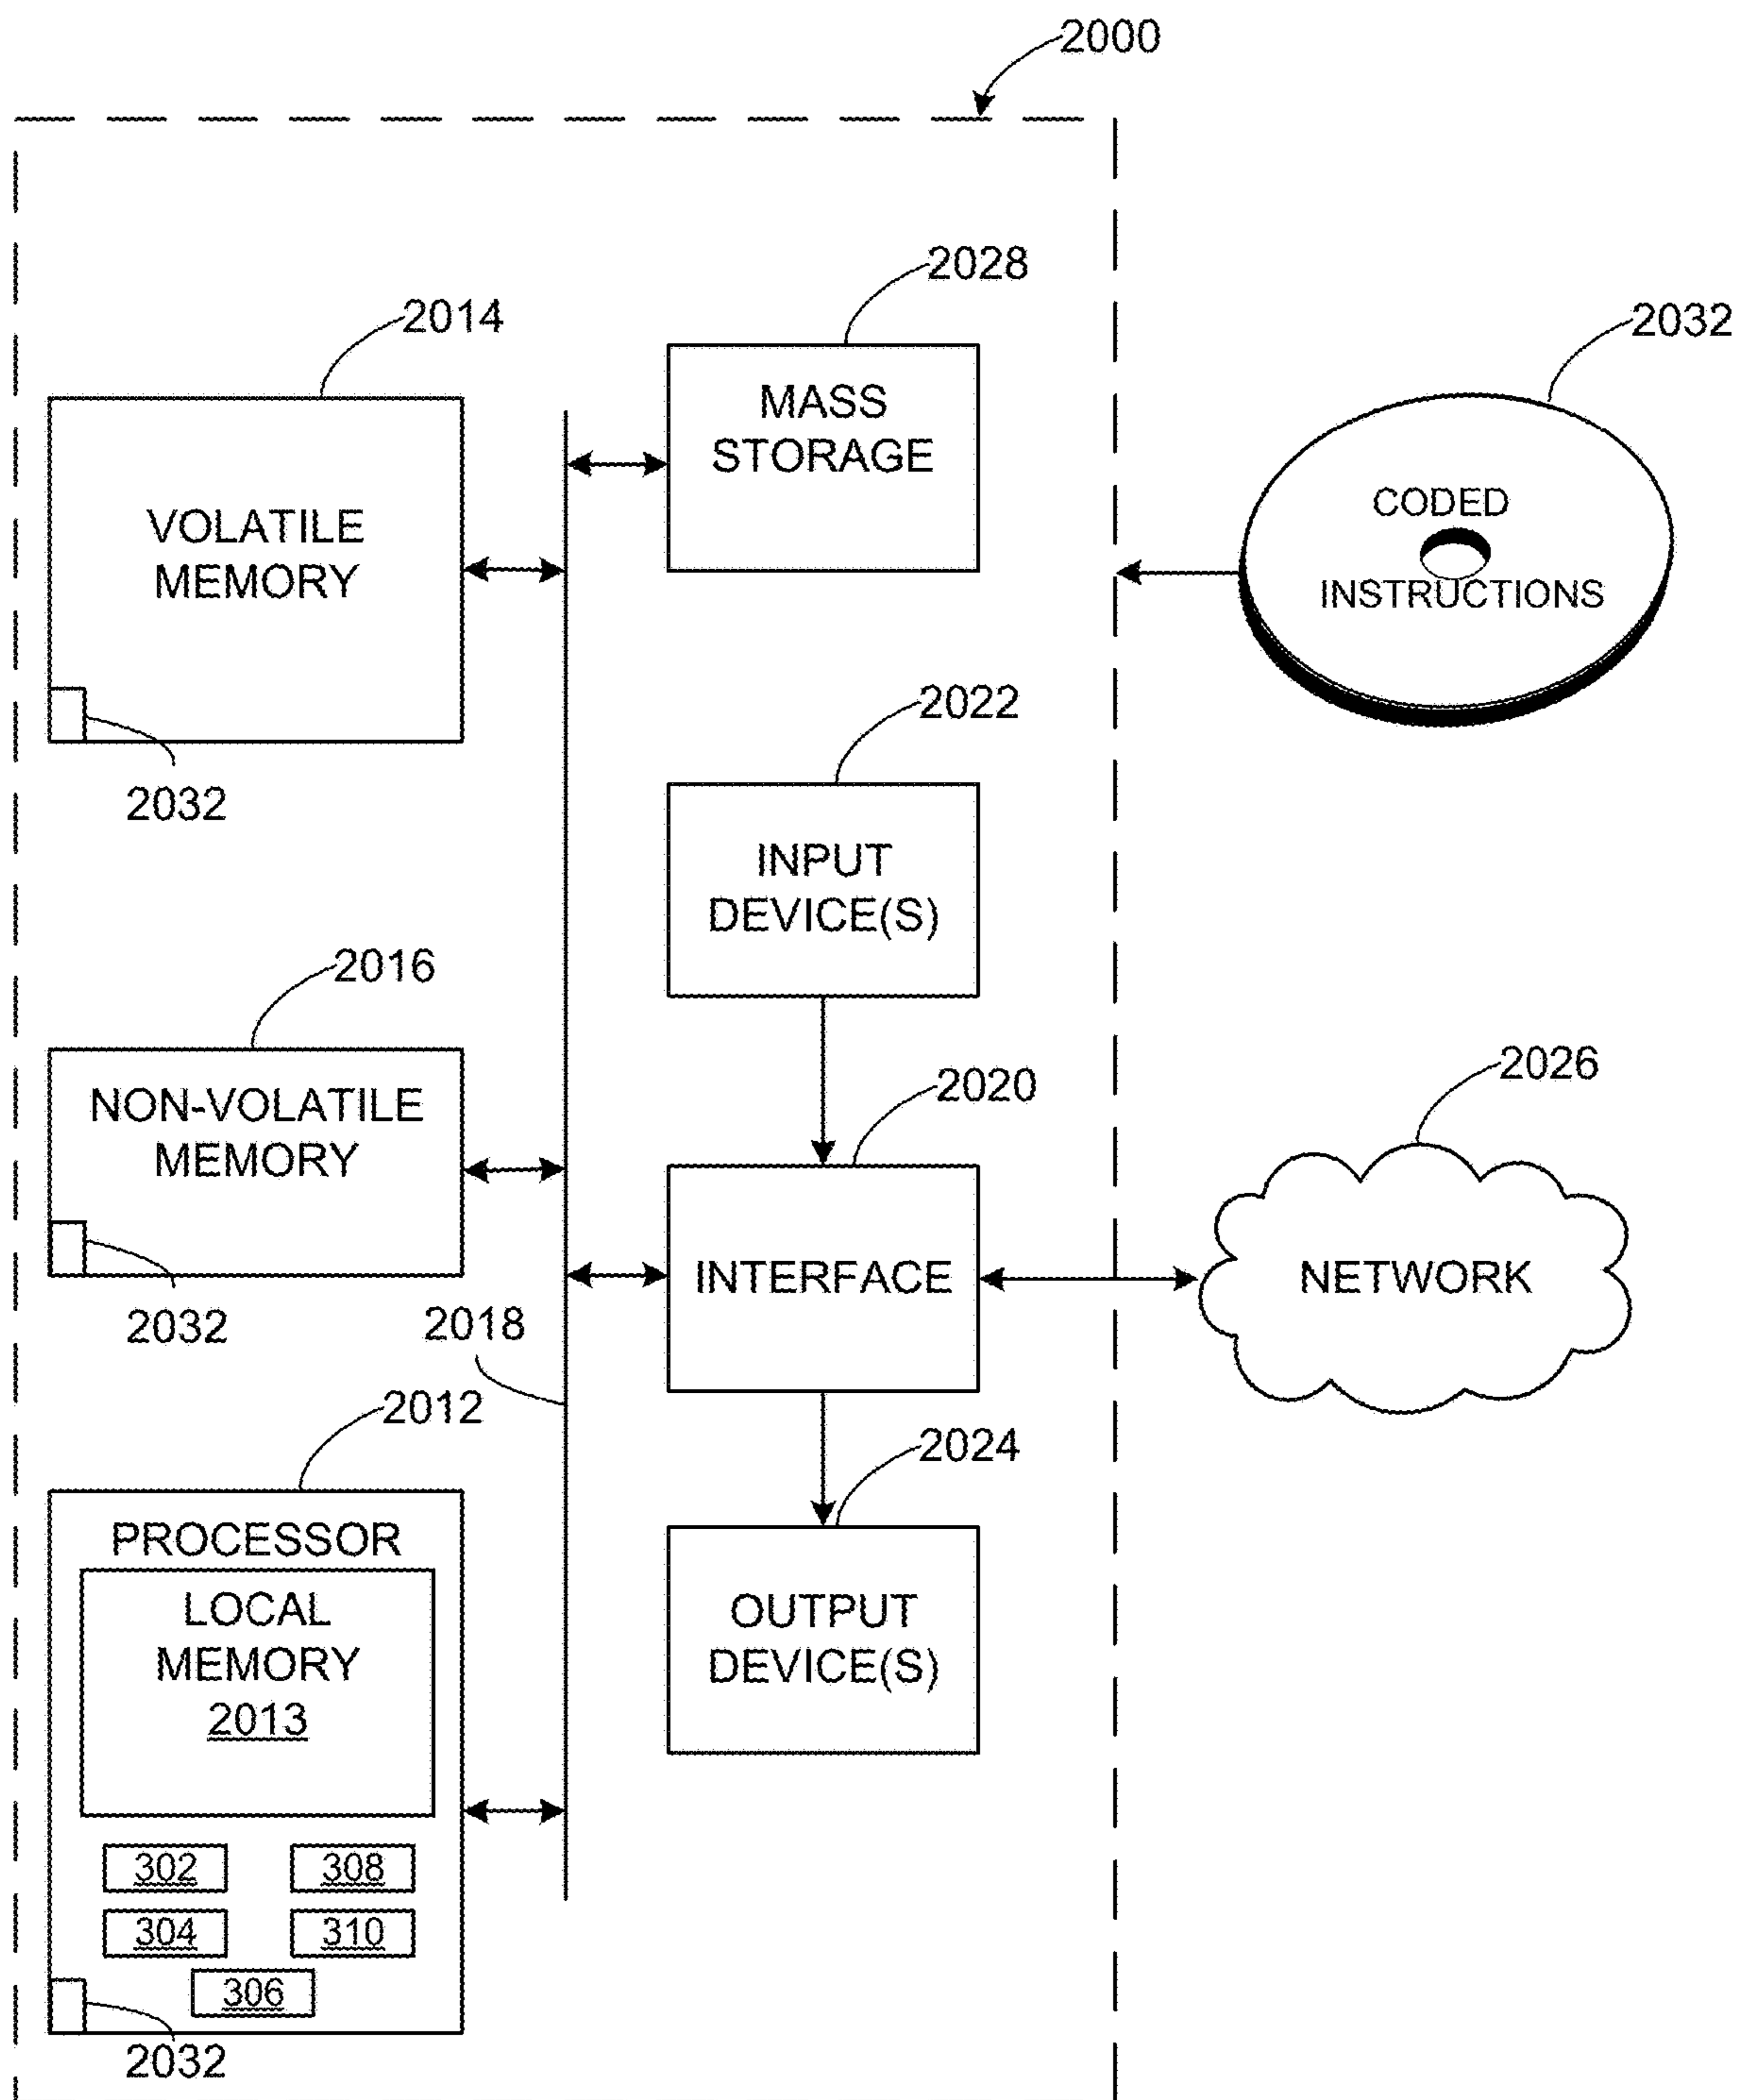 2000
2028
2014
2032
MASS
STORAGE
VOLATILE
MEMORY
CODED
INSTRUCTIONS
2022
2032
INPUT
DEVICE(S)
2016
2020
2026
NON-VOLATILE
MEMORY
INTERFACE
NETWORK
2032
2018
2012
2024
PROCESSOR
LOCAL
MEMORY
2013
OUTPUT
DEVICE(S)
302
308
304
310
306
2032